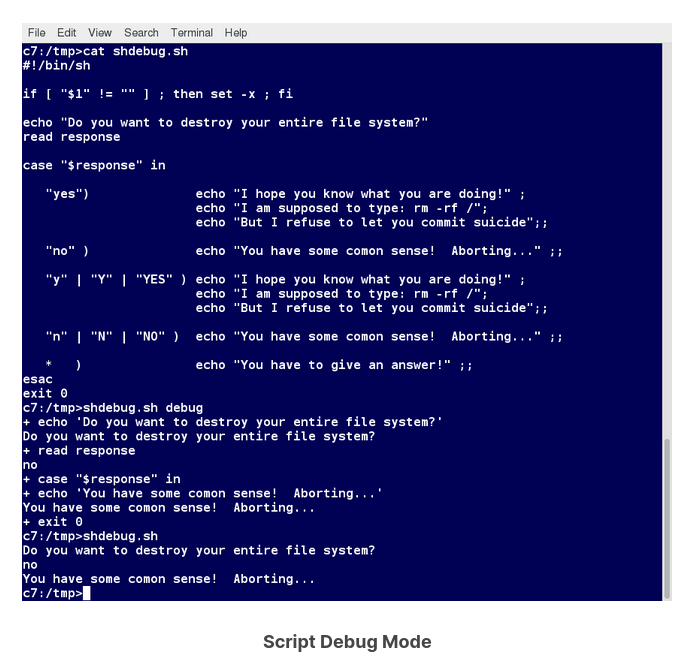 File Edit View Search Terminal Help
c7:/tmp>cat shdebug.sh
#!/bin/sh
if [ "$1" != "" ] ; then set -x ; fi
echo "Do you want to destroy your entire file system?"
read response
case "$response" in
   "yes")              echo "I hope you know what you are doing!" ;
                       echo "I am supposed to type: rm -rf /";
                       echo "But I refuse to let you commit suicide";;
   "no" )              echo "You have some comon sense!  Aborting..." ;;
   "y" | "Y" | "YES" ) echo "I hope you know what you are doing!" ;
                       echo "I am supposed to type: rm -rf /";
                       echo "But I refuse to let you commit suicide";;
   "n" | "N" | "NO" )  echo "You have some comon sense!  Aborting..." ;;
   *   )               echo "You have to give an answer!" ;;
esac
exit 0
c7:/tmp>shdebug.sh debug
+ echo 'Do you want to destroy your entire file system?'
Do you want to destroy your entire file system?
+ read response
no
+ case "$response" in
+ echo 'You have some comon sense!  Aborting...'
You have some comon sense!  Aborting...
+ exit 0
c7:/tmp>shdebug.sh
Do you want to destroy your entire file system?
no
You have some comon sense!  Aborting...
c7:/tmp>
Script Debug Mode